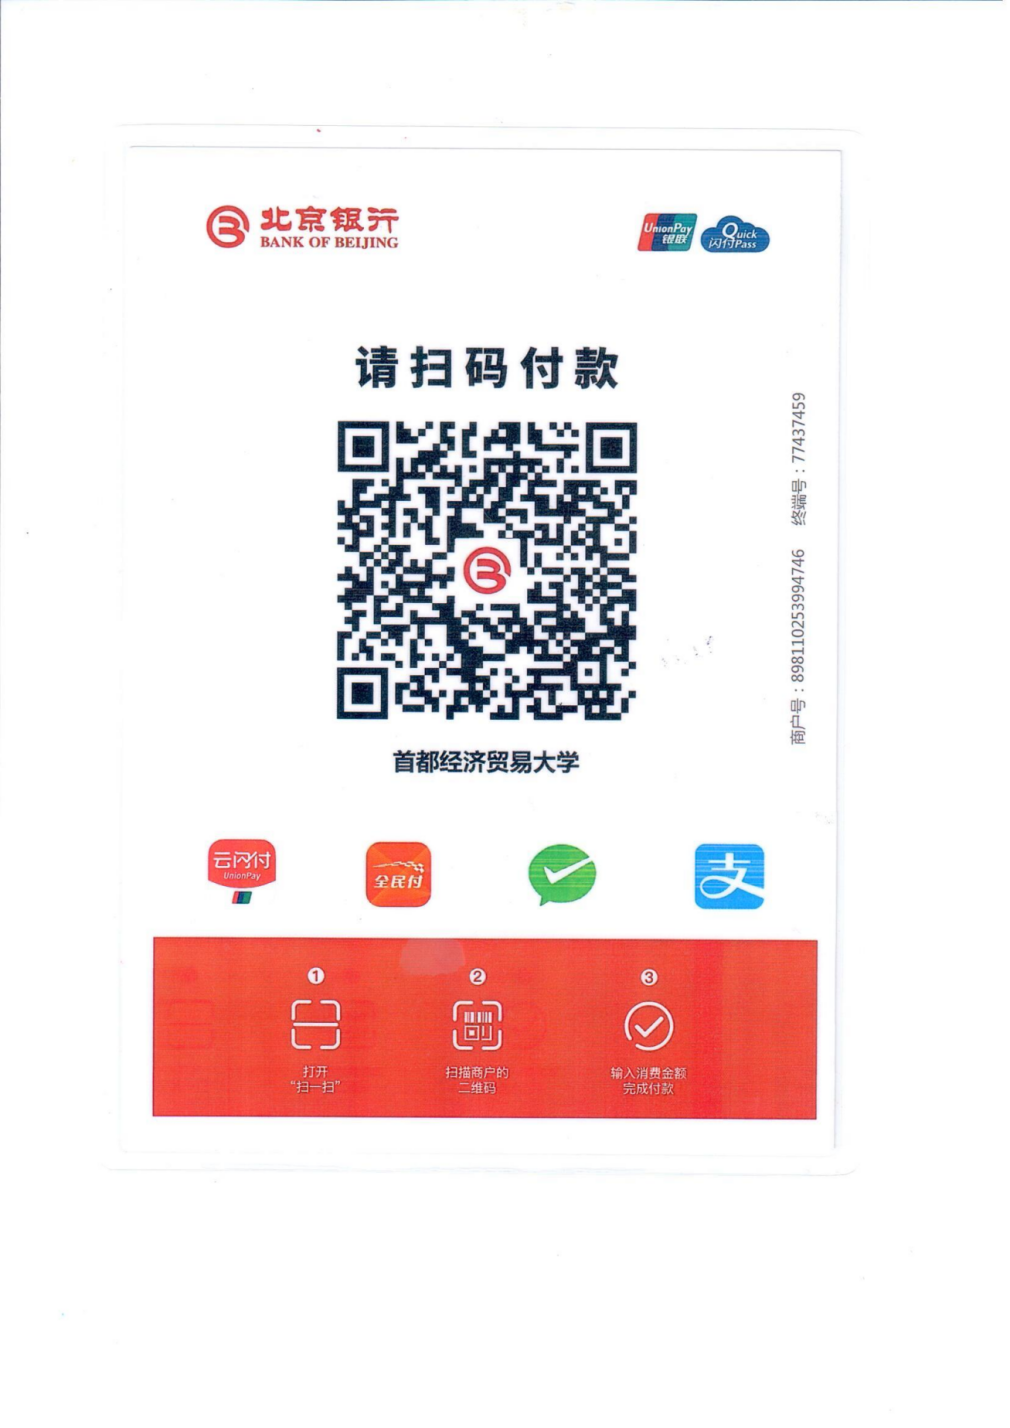 北京银行
BANK OF BEIJING
UnionPay
银联
Quick
闪付Pass
请扫码付款
商户号：898110253994746 终端号：77437459
首都经济贸易大学
云闪付
UnionPay
全民付
支
1
2
3
打开
“扫一扫”
扫描商户的
二维码
输入消费金额
完成付款